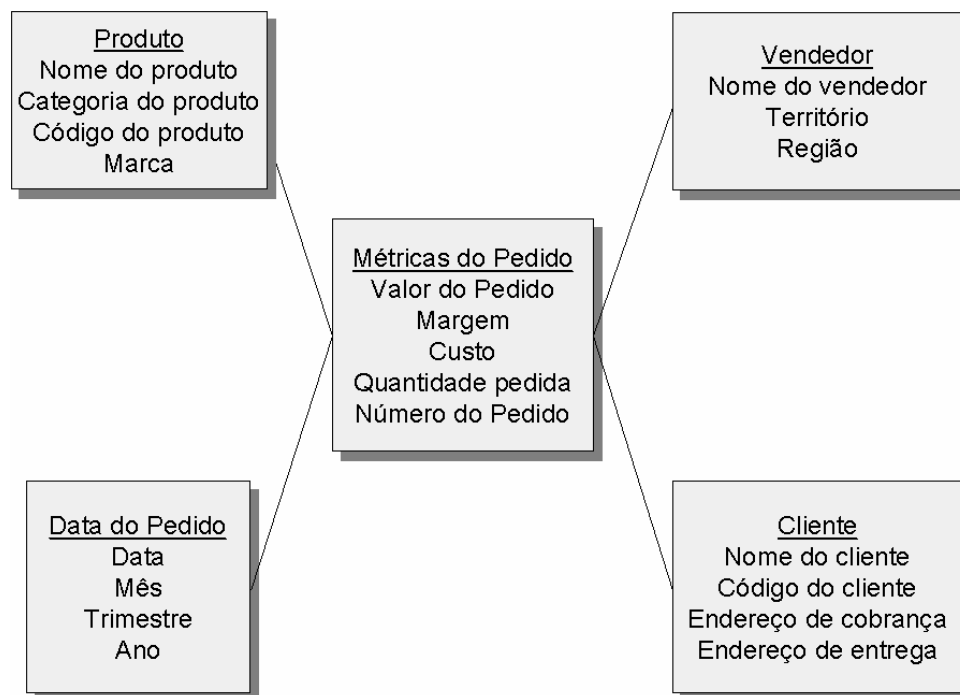 Produto
Nome do produto
Categoria do produto
Código do produto
Marca
Vendedor
Nome do vendedor
Território
Região
Métricas do Pedido
Valor do Pedido
Margem
Custo
Quantidade pedida
Número do Pedido
Data do Pedido
Data
Mês
Trimestre
Ano
Cliente
Nome do cliente
Código do cliente
Endereço de cobrança
Endereço de entrega